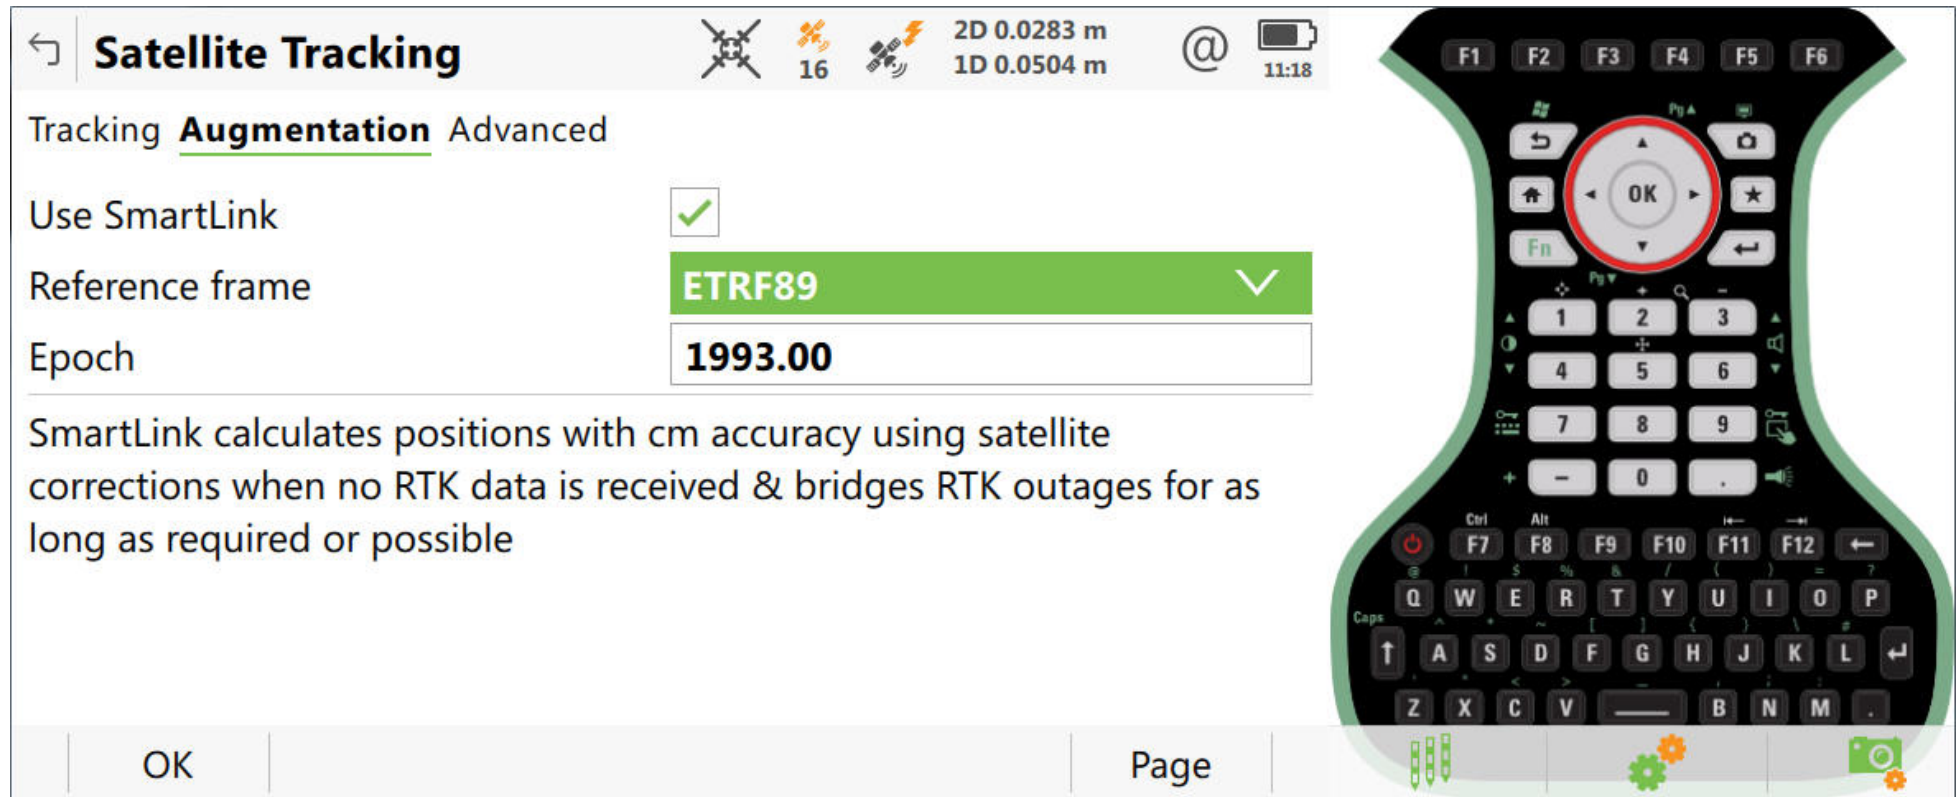 Satellite Tracking
16
2D 0.0283 m
1D 0.0504 m
@
11:18
Tracking Augmentation Advanced
Use SmartLink
Reference frame ETRF89
Epoch 1993.00
SmartLink calculates positions with cm accuracy using satellite
corrections when no RTK data is received & bridges RTK outages for as
long as required or possible
OK
Page
F1 F2 F3 F4 F5 F6
Pg
OK
Fn
Pg
+ -
1 2 3
4 5 6
7 8 9
+ - 0 .
Ctrl Alt
F7 F8 F9 F10 F11 F12
@ ! $ % & / ( ) = ?
Q W E R T Y U I O P
Caps
^ * ~ [ ] { } \ #
A S D F G H J K L
< > _ , ; :
Z X C V B N M .